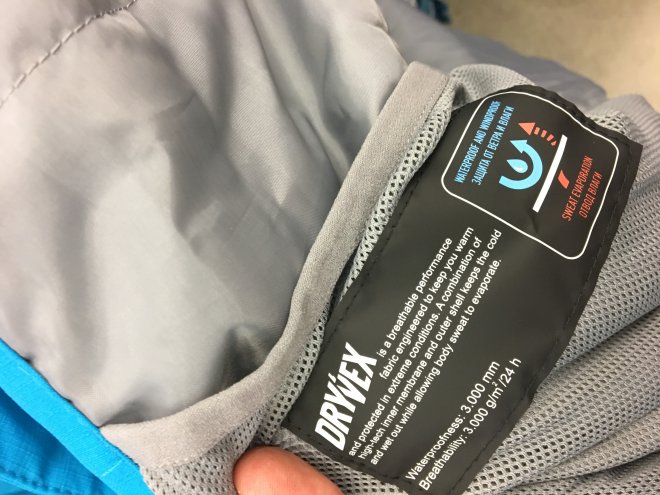 WATERPROOF AND WINDPROOF
ЗАЩИТА ОТ ВЕТРА И ВЛАГИ
SWEAT EVAPORATION
ОТВОД ВЛАГИ
DRYVEX is a breathable performance
fabric engineered to keep you warm
and protected in extreme conditions. A combination of
high-tech inner membrane and outer shell keeps the cold
and wet out while allowing body sweat to evaporate.
Waterproofness: 3.000 mm
Breathability: 3.000 g/m²/24 h